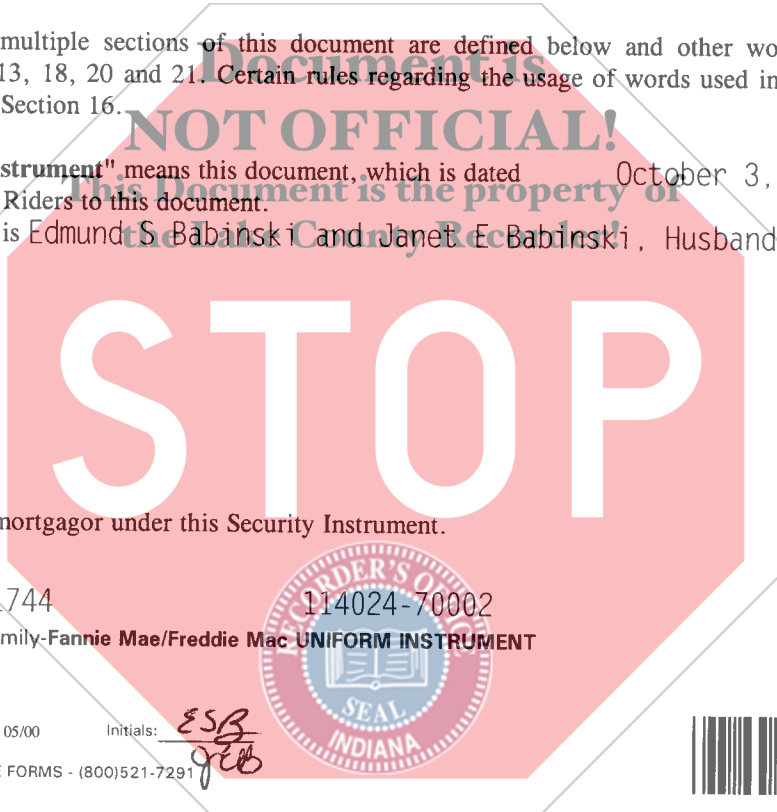 multiple sections of this document are defined below and other wo
13, 18, 20 and 21. Certain rules regarding the usage of words used in
Section 16.
Document is
NOT OFFICIAL!
This Document is the property of
the Lake County Recorder!
strument" means this document, which is dated October 3,
Riders to this document.
is Edmund S Babinski and Janet E Babinski, Husband
STOP
mortgagor under this Security Instrument.
744 114024-70002
mily-Fannie Mae/Freddie Mac UNIFORM INSTRUMENT
RECORDER'S OFFICE
SEAL
INDIANA
05/00 Initials: ESB
JEB
FORMS - (800)521-7291